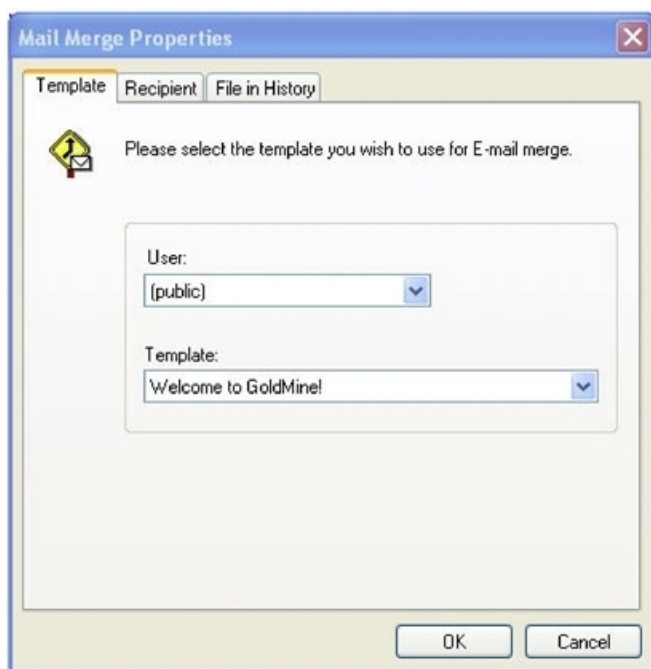 Mail Merge Properties
Template Recipient File in History
Please select the template you wish to use for E-mail merge.
User:
(public)
Template:
Welcome to GoldMine!
OK Cancel